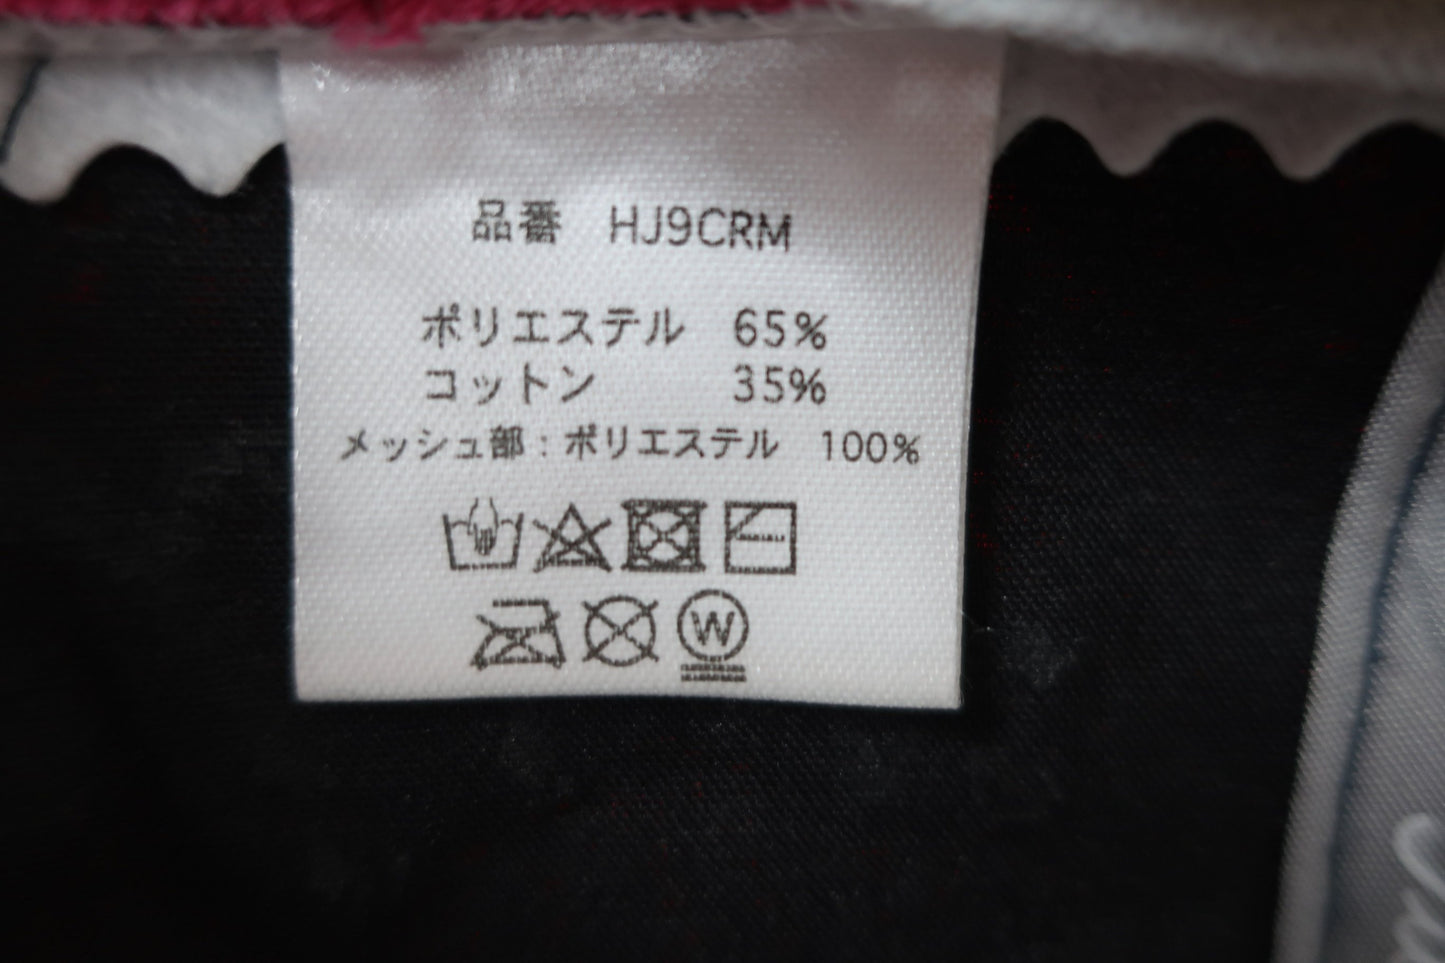 品番 HJ9CRM
ポリエステル 65%
コットン 35%
メッシュ部:ポリエステル 100%
W